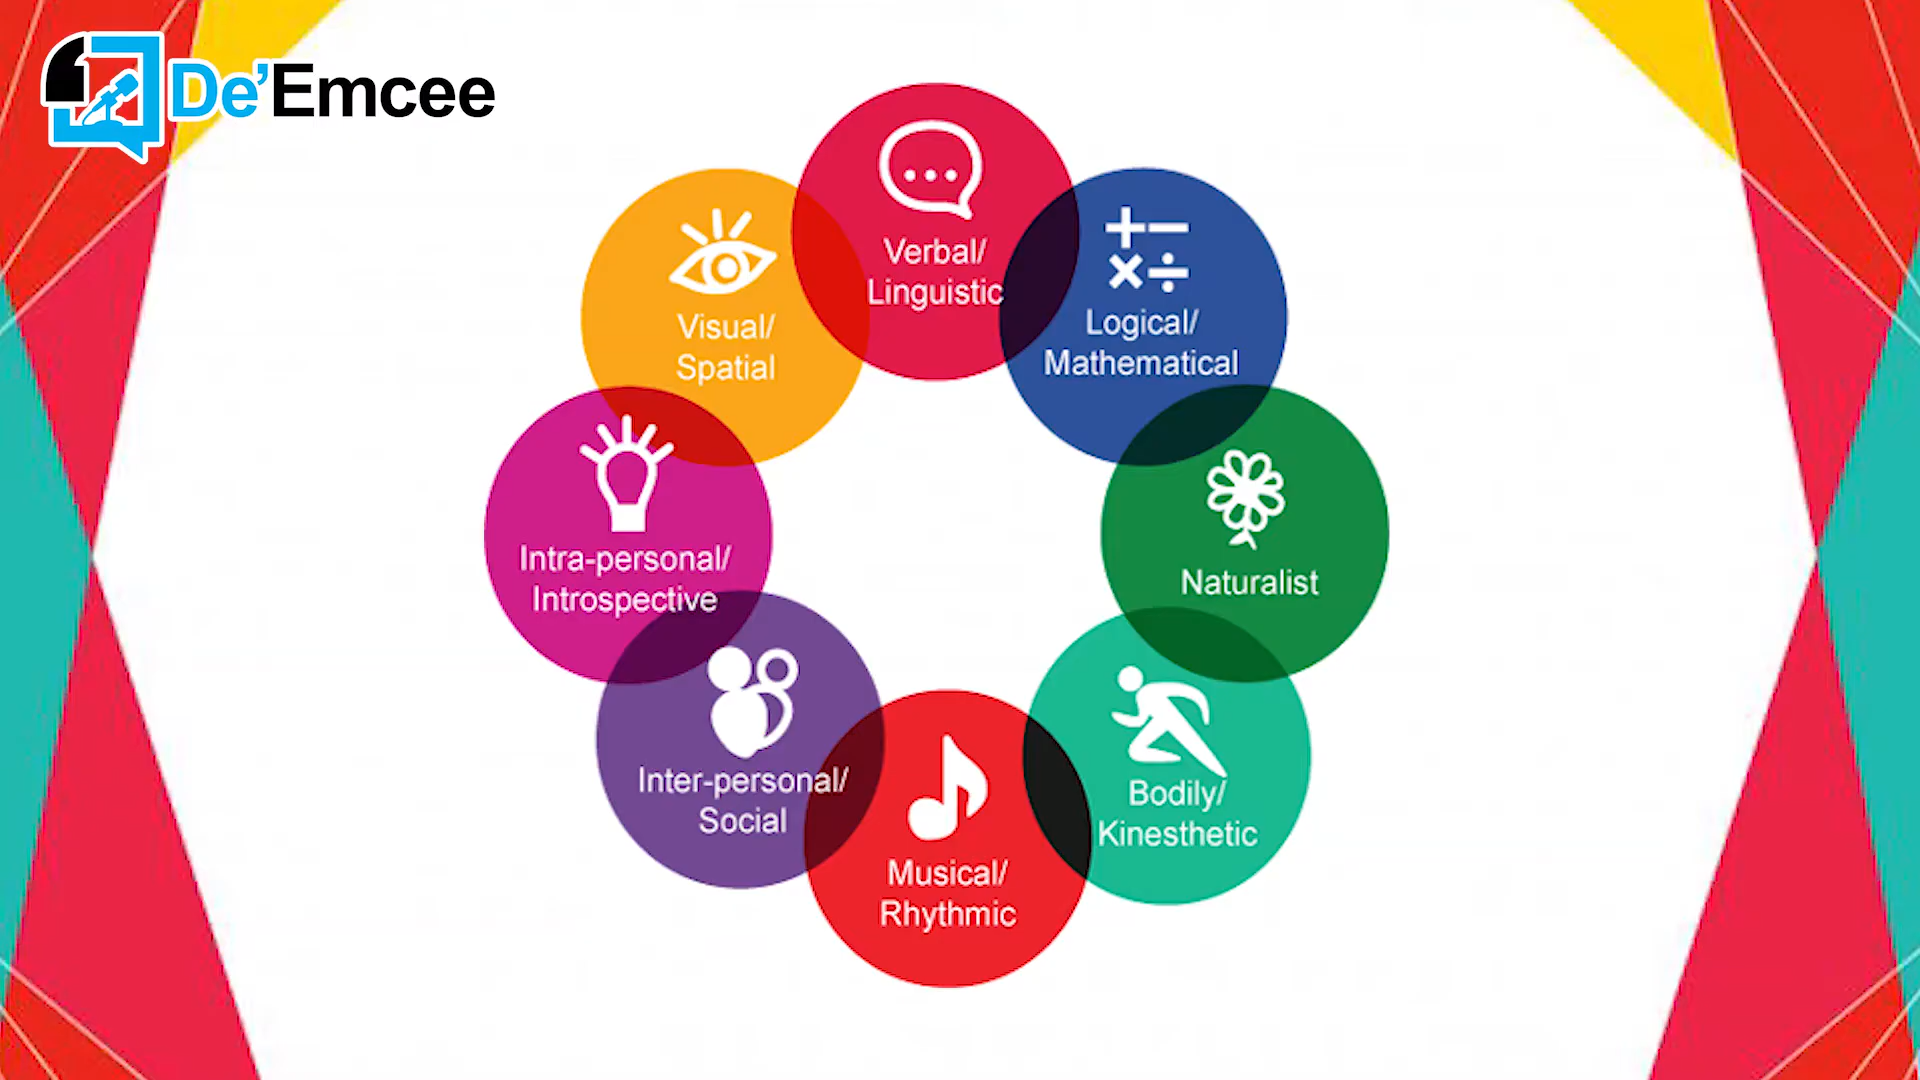 De'Emcee
Verbal/
Linguistic
Logical/
Mathematical
Naturalist
Bodily/
Kinesthetic
Musical/
Rhythmic
Inter-personal/
Social
Intra-personal/
Introspective
Visual/
Spatial